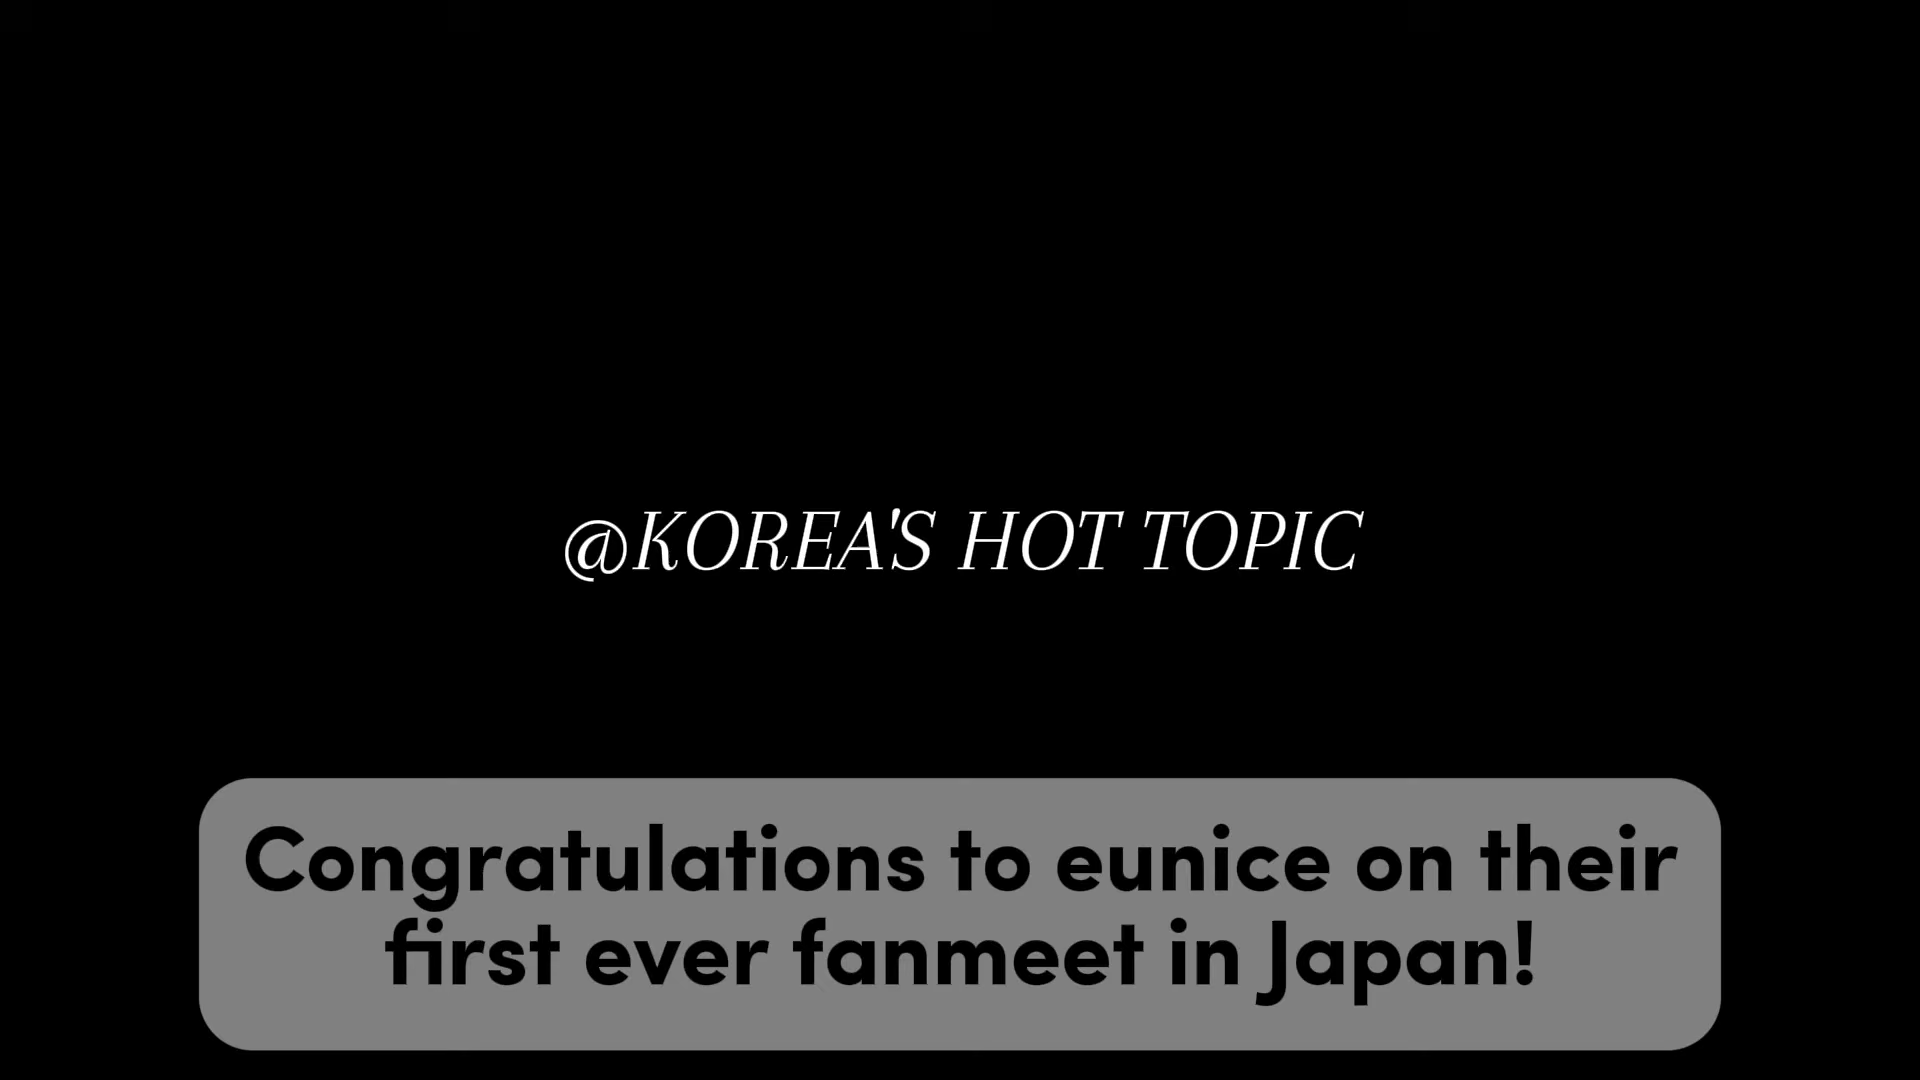 @KOREA'S HOT TOPIC
Congratulations to eunice on their
first ever fanmeet in Japan!